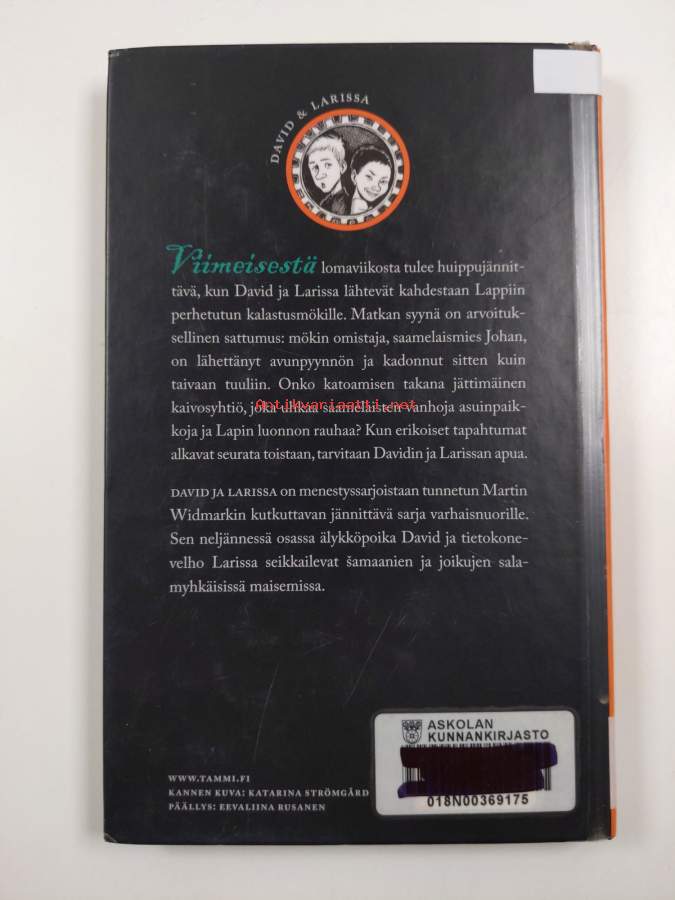 DAVID & LARISSA
Viimeisestä lomaviikosta tulee huippujännit-
tävä, kun David ja Larissa lähtevät kahdestaan Lappiin
perhetutun kalastusmökille. Matkan syynä on arvoituk-
sellinen sattumus: mökin omistaja, saamelaismies Johan,
on lähettänyt avunpyynnön ja kadonnut sitten kuin
taivaan tuuliin. Onko katoamisen takana jättimäinen
kaivosyhtiö, joka uhkaa saamelaisten vanhoja asuinpaik-
Antikvariaatti.net
koja ja Lapin luonnon rauhaa? Kun erikoiset tapahtumat
alkavat seurata toistaan, tarvitaan Davidin ja Larissan apua.
DAVID JA LARISSA on menestyssarjoistaan tunnetun Martin
Widmarkin kutkuttavan jännittävä sarja varhaisnuorille.
Sen neljännessä osassa älykköpoika David ja tietokone-
velho Larissa seikkailevat šamaanien ja joikujen sala-
myhkäisissä maisemissa.
WWW.TAMMI.FI
KANNEN KUVA: KATARINA STRÖMGÅRD
PÄÄLLYS: EEVALIINA RUSANEN
ASKOLAN
KUNNANKIRJASTO
018N00369175